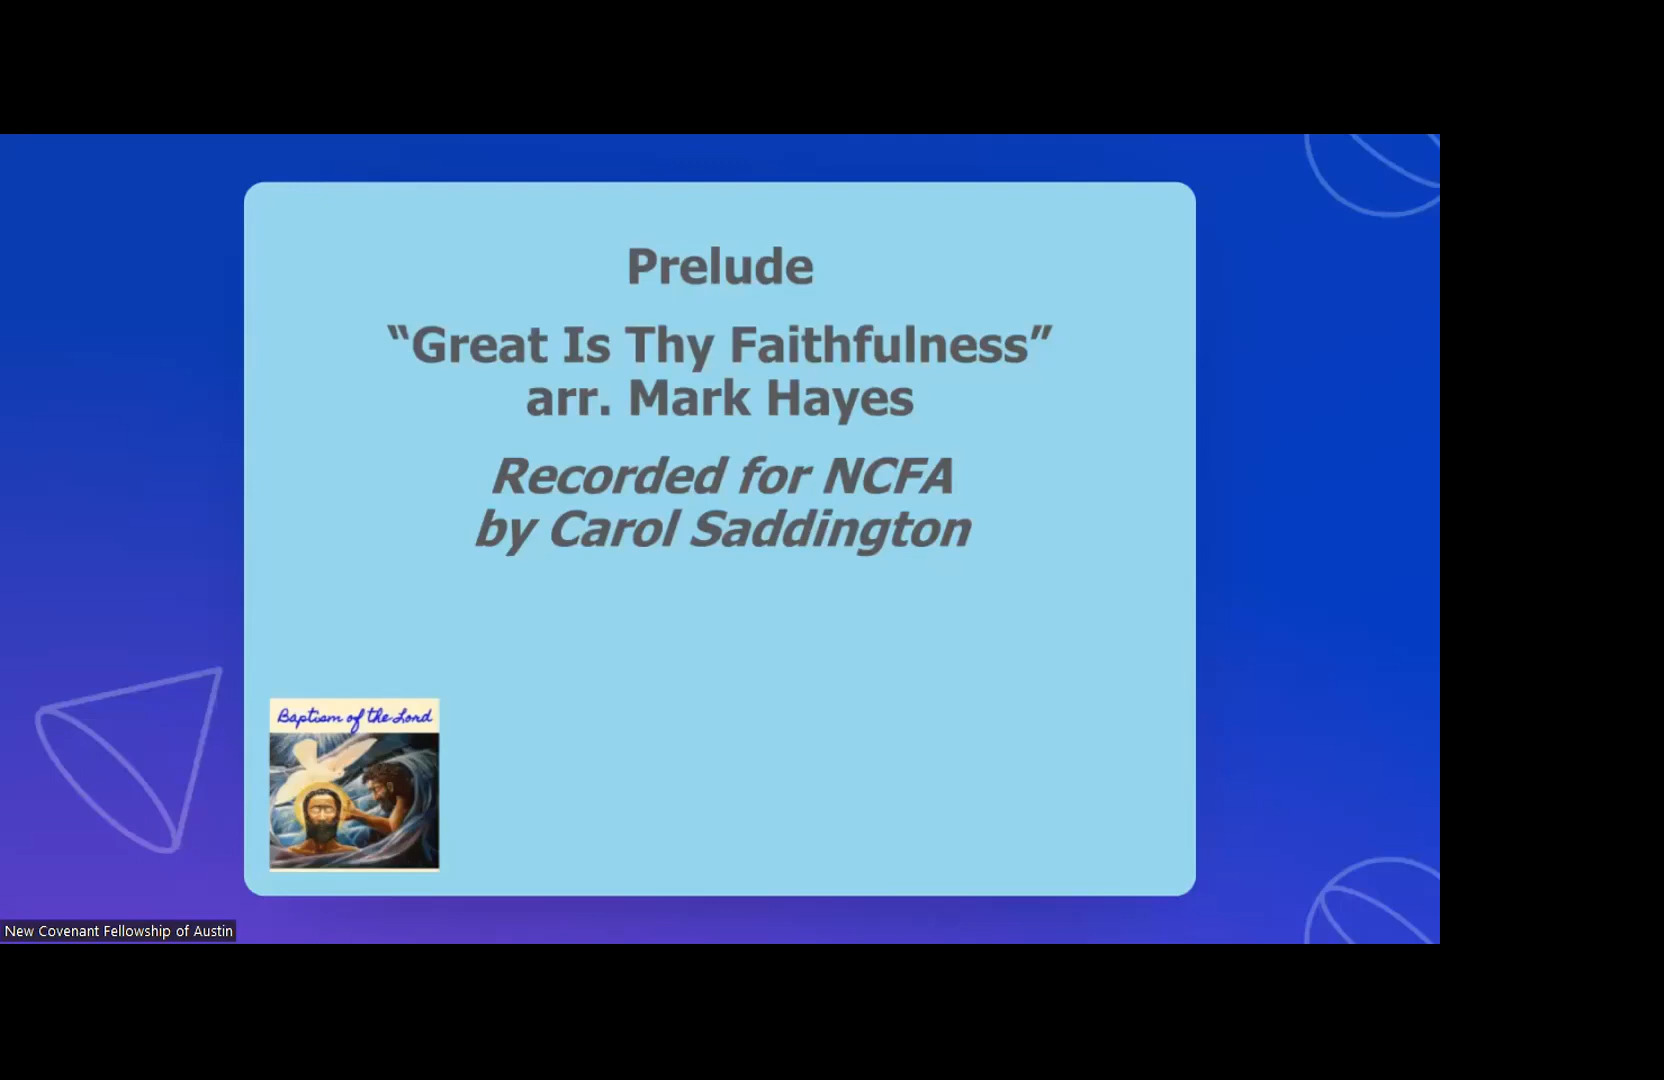 Prelude
“Great Is Thy Faithfulness”
arr. Mark Hayes
Recorded for NCFA
by Carol Saddington
Baptism of the Lord
New Covenant Fellowship of Austin